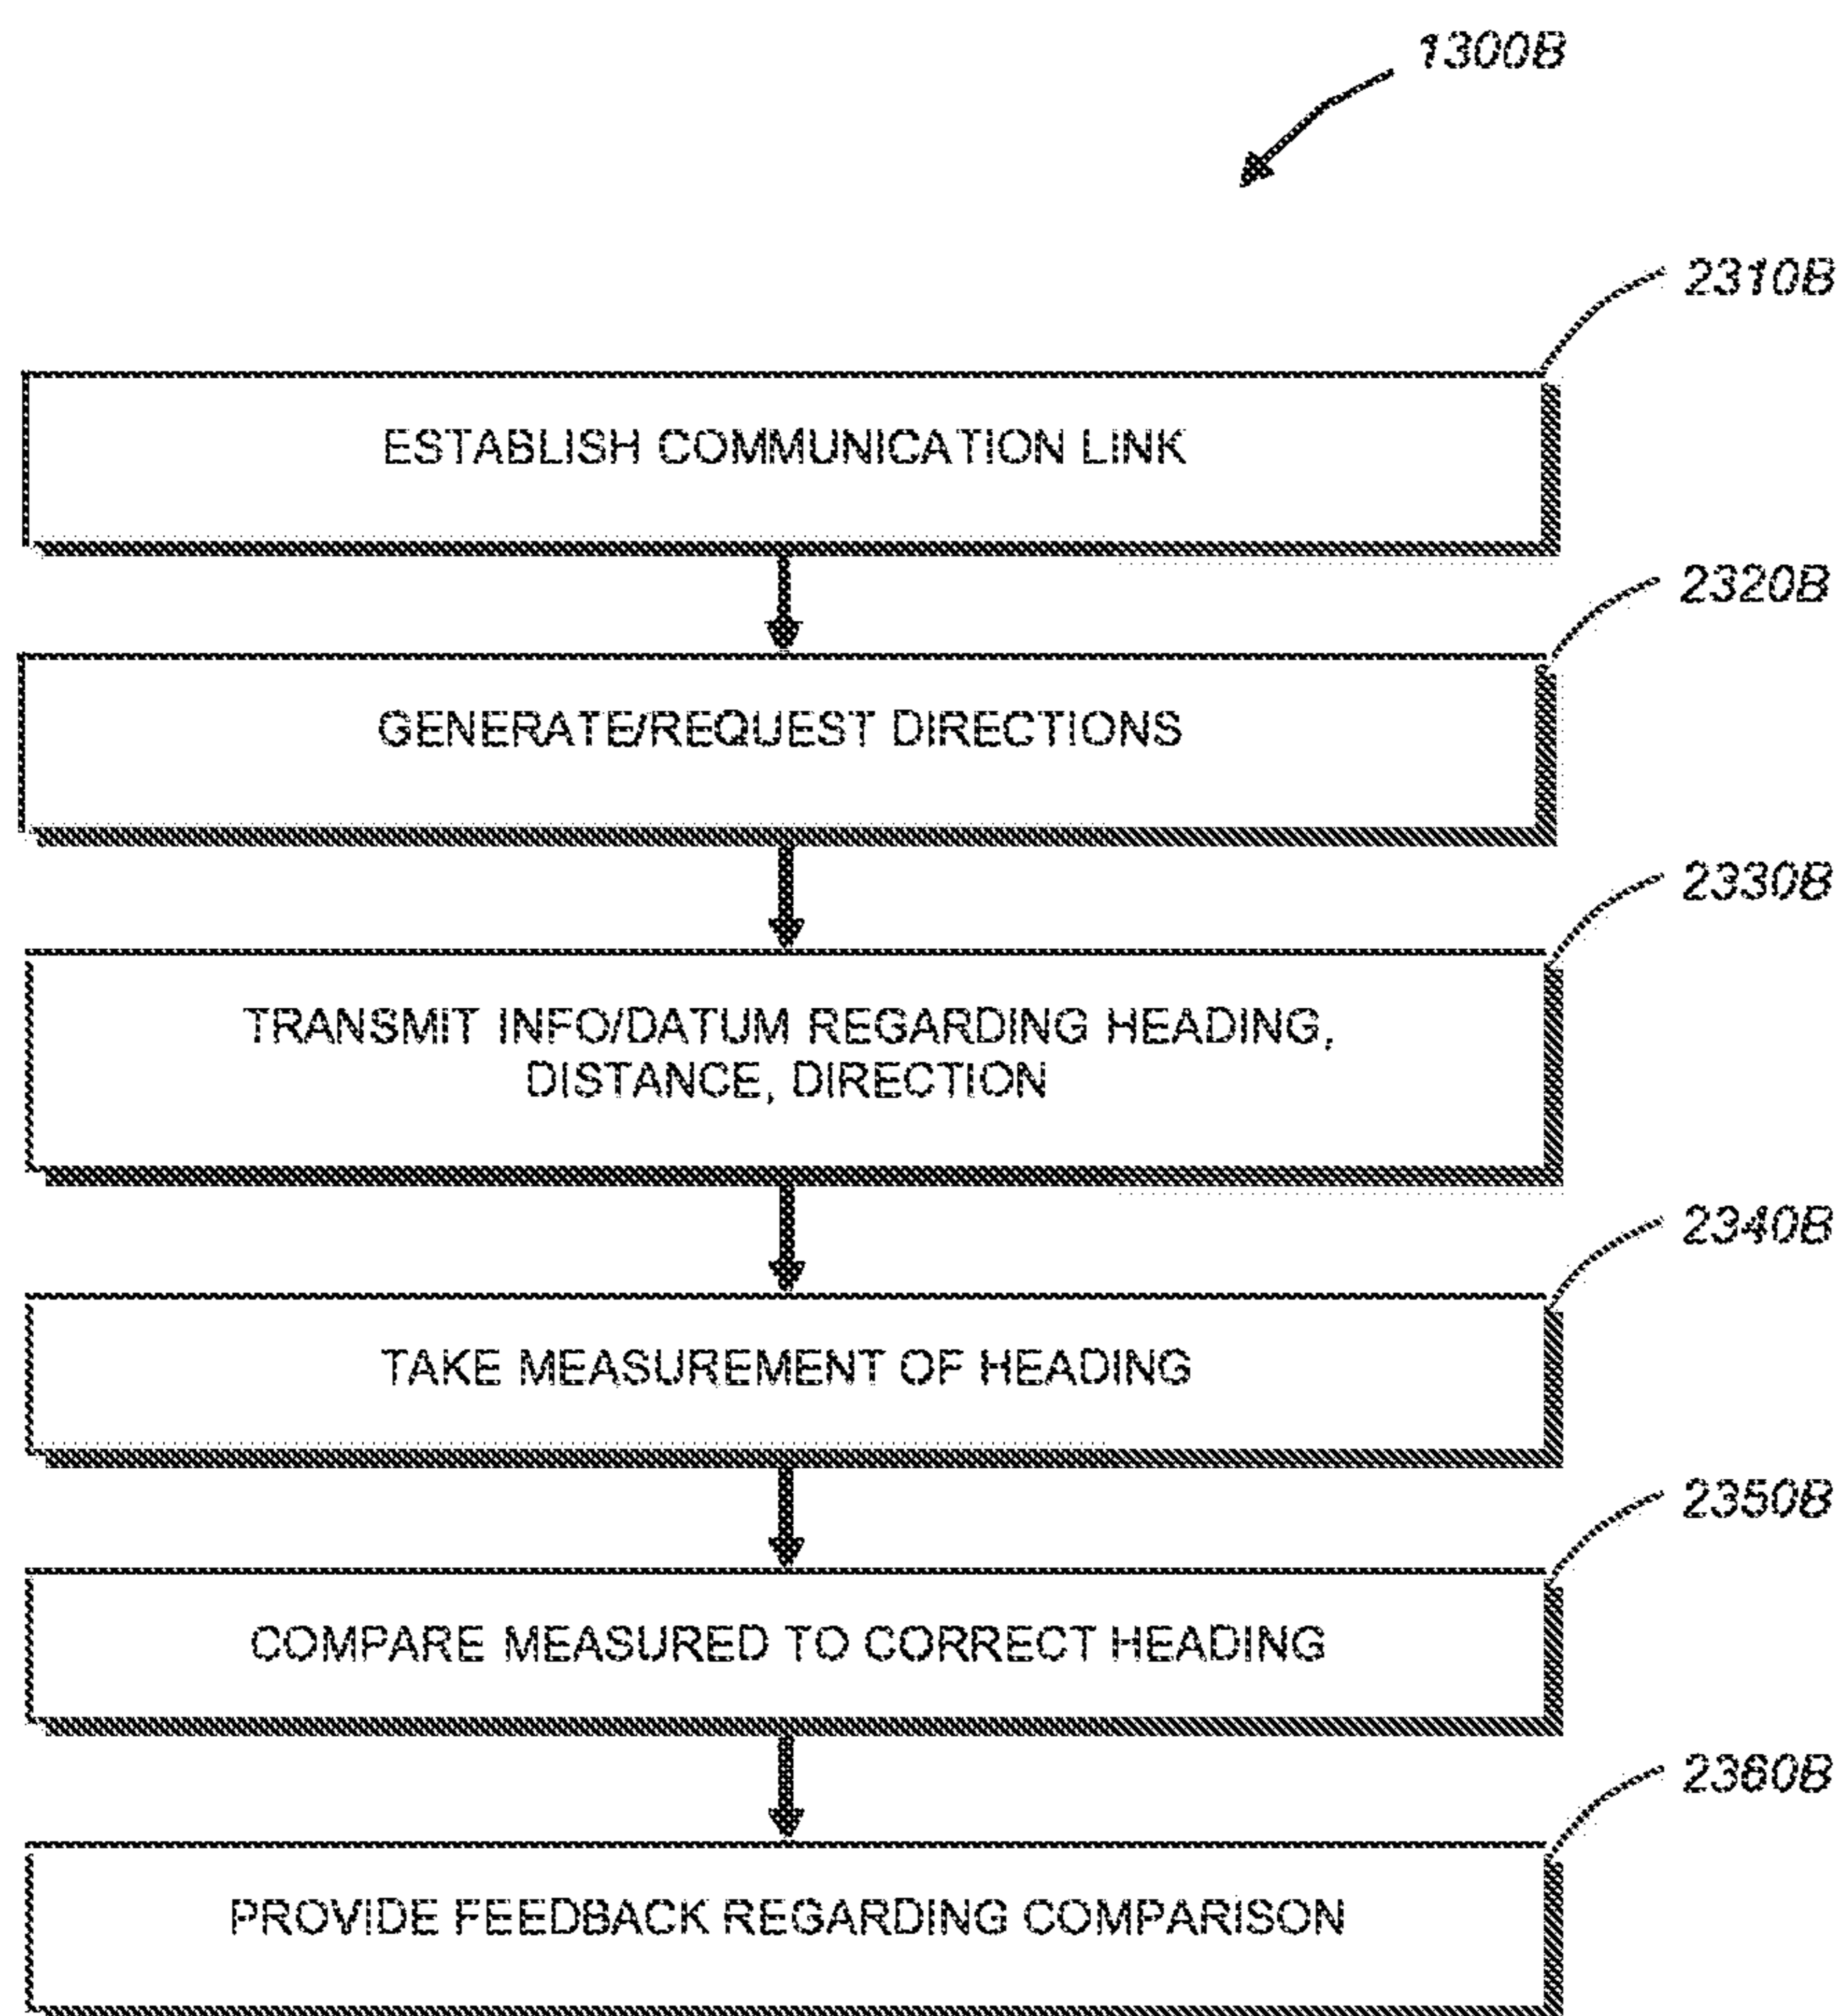 1300B
2310B
ESTABLISH COMMUNICATION LINK
2320B
GENERATE/REQUEST DIRECTIONS
2330B
TRANSMIT INFO/DATUM REGARDING HEADING,
DISTANCE, DIRECTION
2340B
TAKE MEASUREMENT OF HEADING
2350B
COMPARE MEASURED TO CORRECT HEADING
2360B
PROVIDE FEEDBACK REGARDING COMPARISON